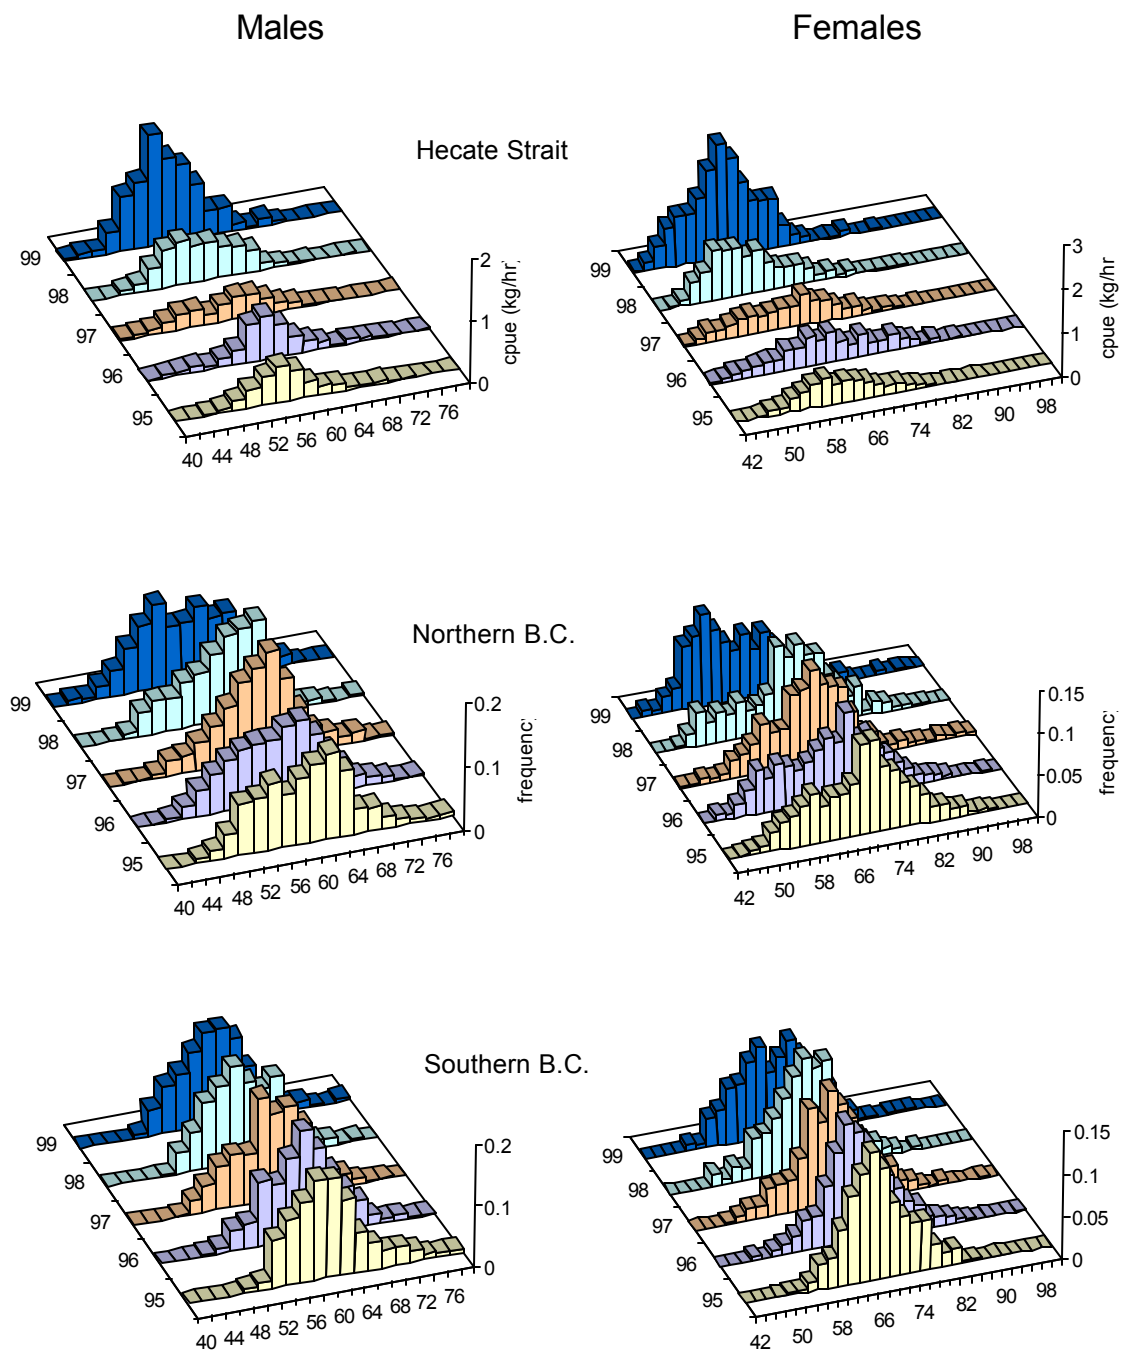 Males Females
Hecate Strait
99 98 97 96 95
40 44 48 52 56 60 64 68 72 76
0 1 2
cpue (kg/hr)
99 98 97 96 95
42 50 58 66 74 82 90 98
0 1 2 3
cpue (kg/hr
Northern B.C.
99 98 97 96 95
40 44 48 52 56 60 64 68 72 76
0 0.1 0.2
frequenc
99 98 97 96 95
42 50 58 66 74 82 90 98
0 0.05 0.1 0.15
frequenc
Southern B.C.
99 98 97 96 95
40 44 48 52 56 60 64 68 72 76
0 0.1 0.2
99 98 97 96 95
42 50 58 66 74 82 90 98
0 0.05 0.1 0.15